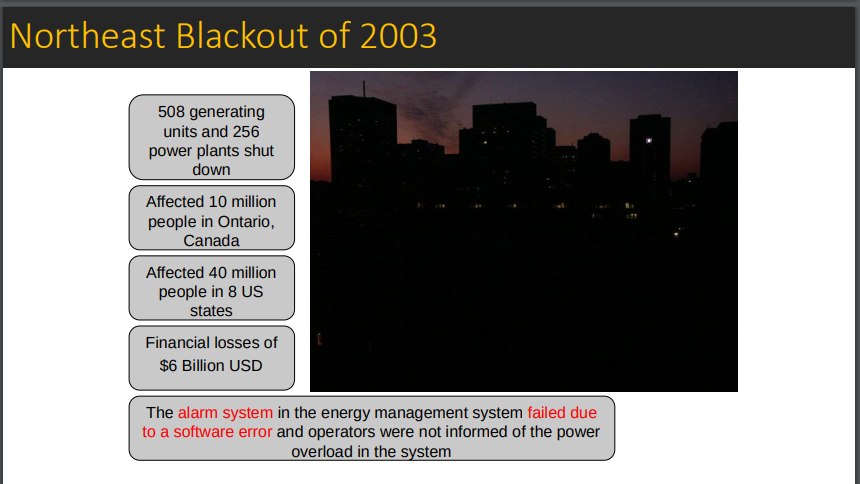 Northeast Blackout of 2003
508 generating
units and 256
power plants shut
down
Affected 10 million
people in Ontario,
Canada
Affected 40 million
people in 8 US
states
Financial losses of
$6 Billion USD
The alarm system in the energy management system failed due
to a software error and operators were not informed of the power
overload in the system